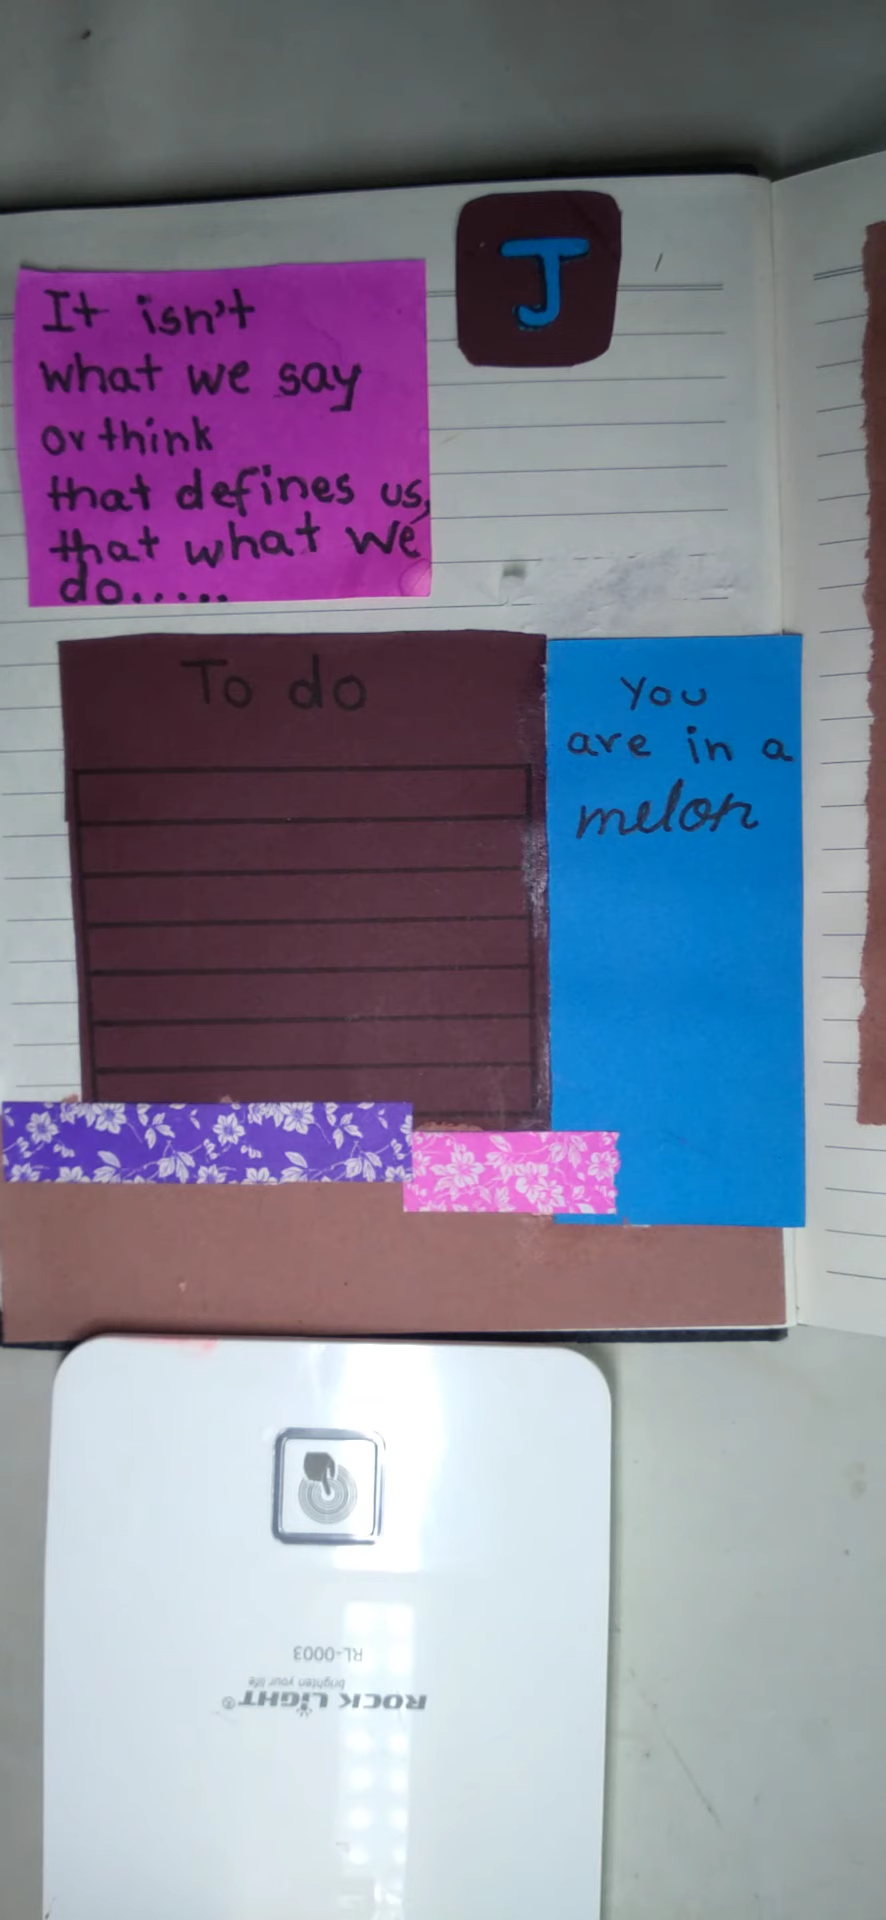 J
It isn't
what we say
or think
that defines us,
that what we
do.....
To do
You
are in a
melon
RL-0003
brighten your life
ROCK LIGHT®